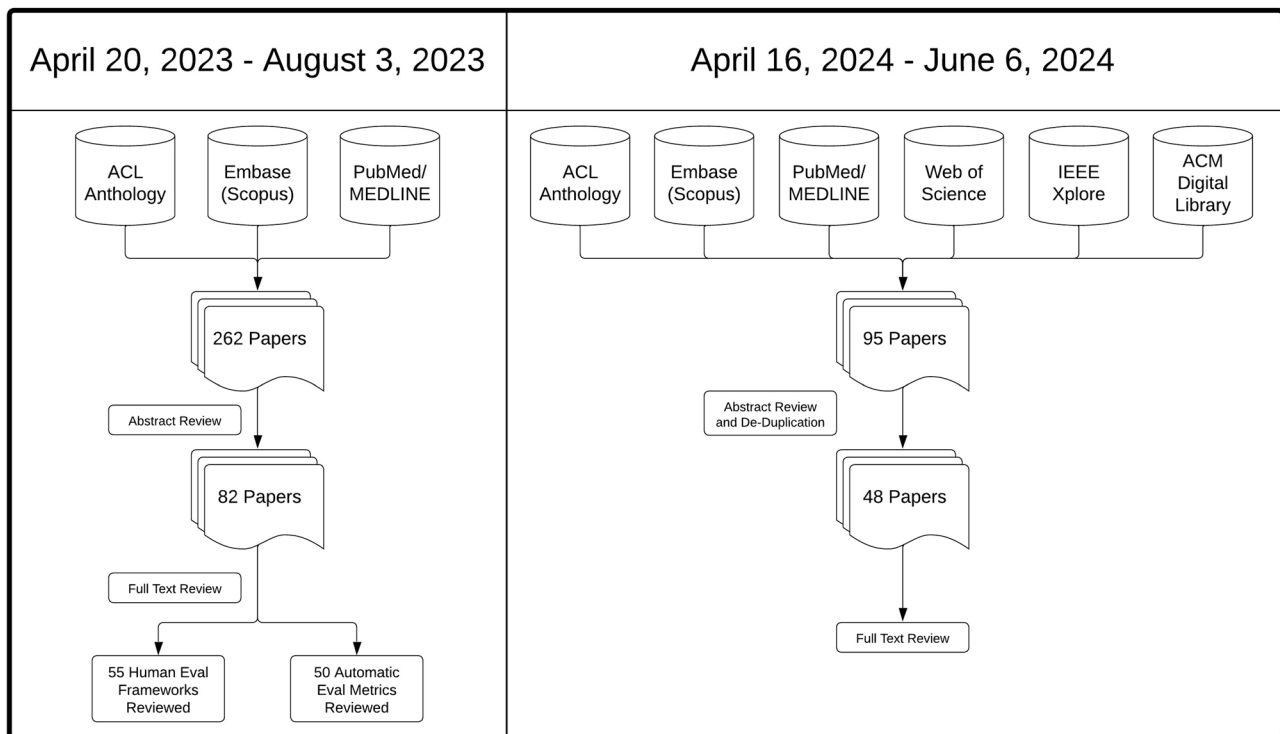 April 20, 2023 - August 3, 2023
April 16, 2024 - June 6, 2024
ACL
Anthology
Embase
(Scopus)
PubMed/
MEDLINE
262 Papers
Abstract Review
82 Papers
Full Text Review
55 Human Eval
Frameworks
Reviewed
50 Automatic
Eval Metrics
Reviewed
ACL
Anthology
Embase
(Scopus)
PubMed/
MEDLINE
Web of
Science
IEEE
Xplore
ACM
Digital
Library
95 Papers
Abstract Review
and De-Duplication
48 Papers
Full Text Review